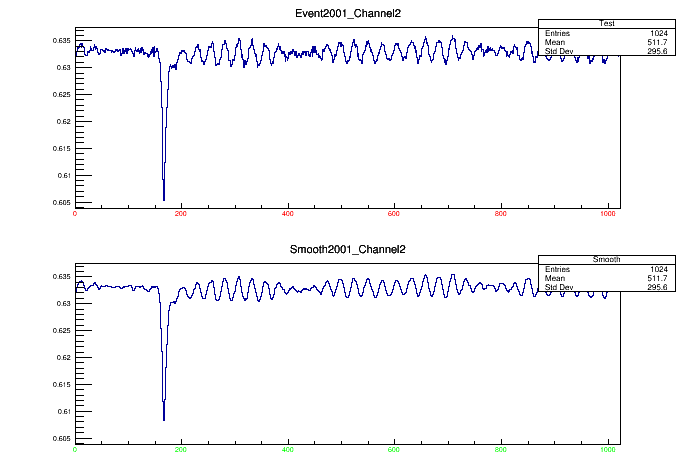 Event2001_Channel2
Test
Entries 1024
Mean 511.7
Std Dev 295.6
0.635
0.63
0.625
0.62
0.615
0.61
0.605
0 200 400 600 800 1000
Smooth2001_Channel2
Smooth
Entries 1024
Mean 511.7
Std Dev 295.6
0.635
0.63
0.625
0.62
0.615
0.61
0.605
0 200 400 600 800 1000